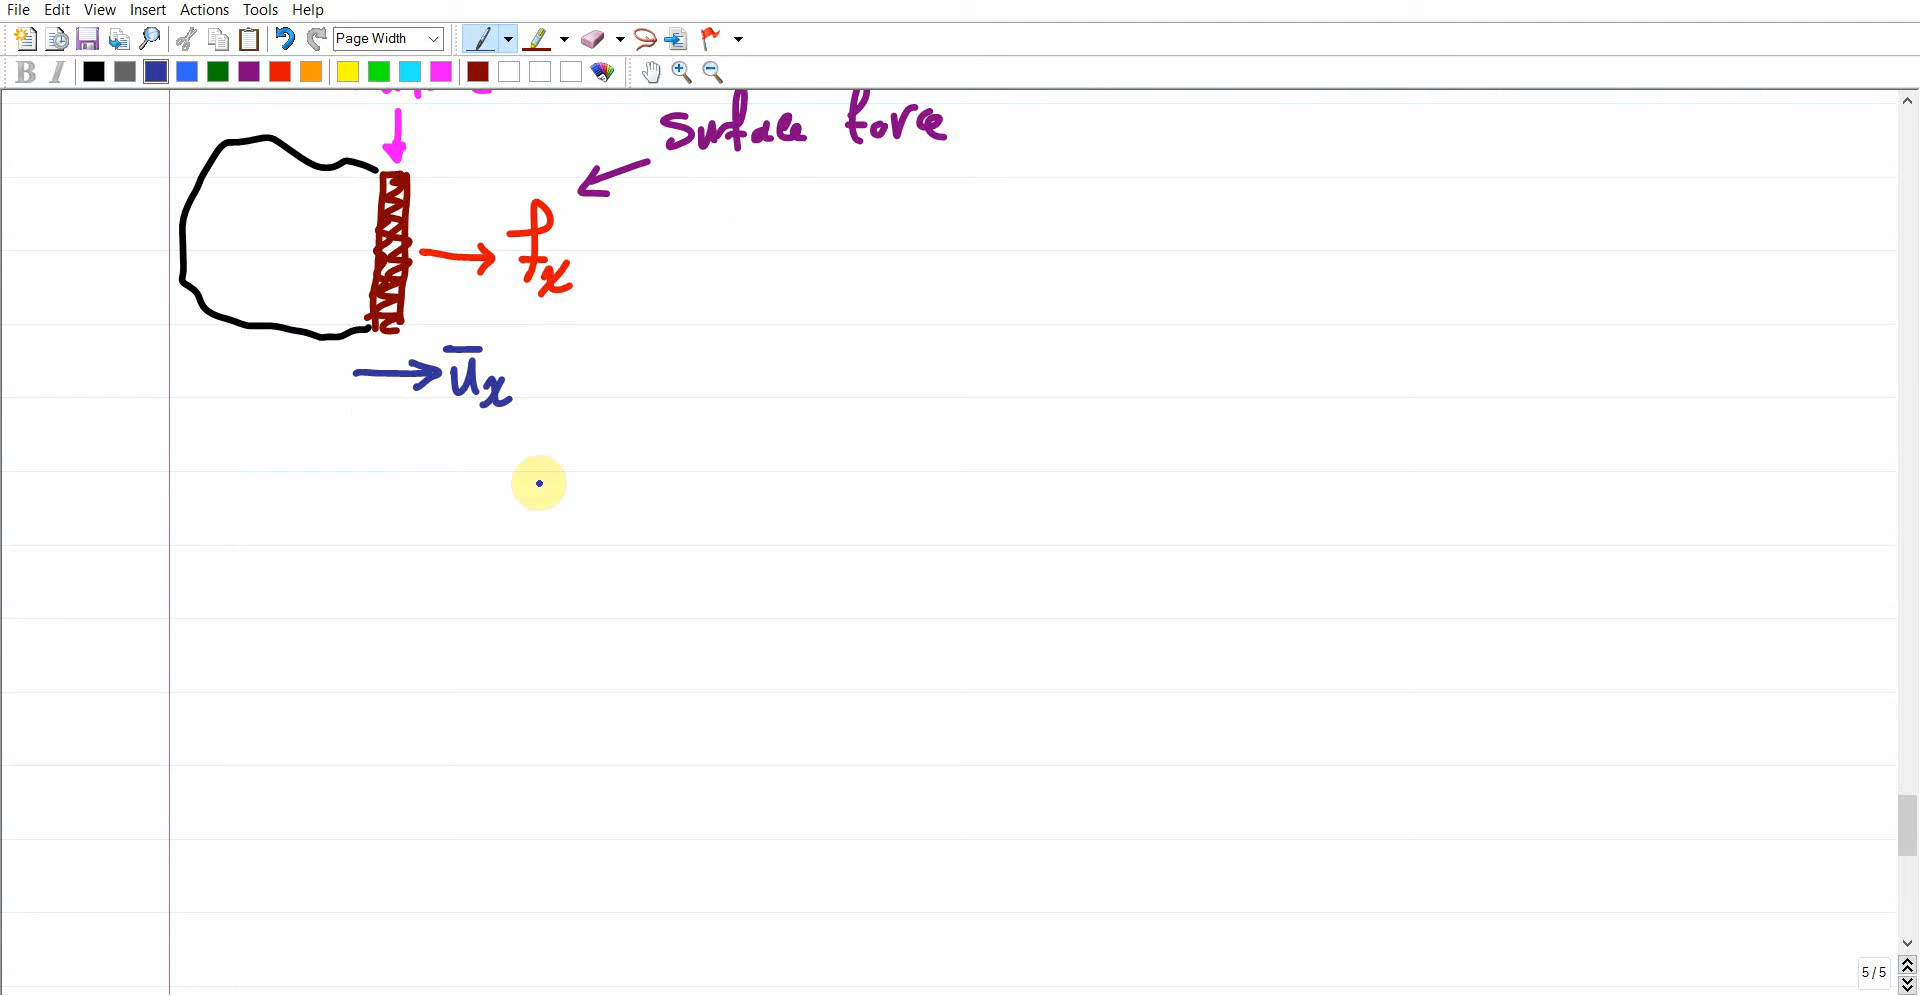 File Edit View Insert Actions Tools Help
Page Width
B I
Surface force
fx
ūx
5 / 5